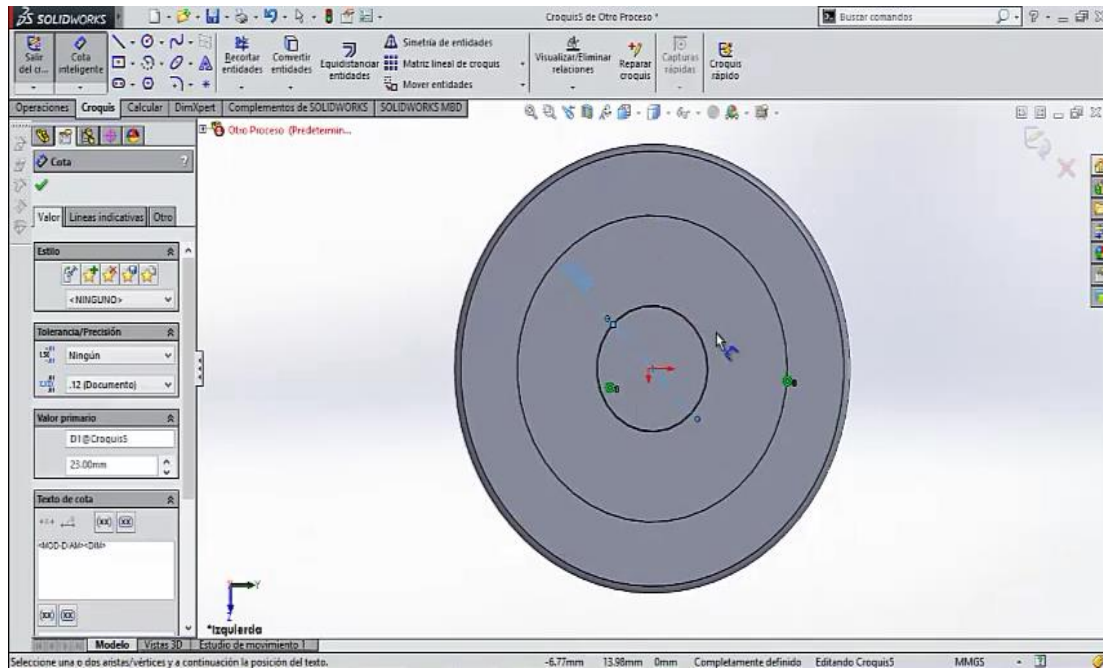 SOLIDWORKS
Croquis5 de Otro Proceso *
Buscar comandos
Salir del cr...
Cota inteligente
Recortar entidades
Convertir entidades
Equidistanciar entidades
Simetría de entidades
Matriz lineal de croquis
Mover entidades
Visualizar/Eliminar relaciones
Reparar croquis
Capturas rápidas
Croquis rápido
Operaciones Croquis Calcular DimXpert Complementos de SOLIDWORKS SOLIDWORKS MBD
Otro Proceso (Predetermin...
Cota
?
Valor Líneas indicativas Otro
Estilo
<NINGUNO>
Tolerancia/Precisión
Ningún
.12 (Documento)
Valor primario
D1@Croquis5
23.00mm
Texto de cota
<MOD-DIAM><DIM>
(xx) (xx)
Y
Z
*Izquierda
Modelo Vistas 3D Estudio de movimiento 1
Seleccione una o dos aristas/vértices y a continuación la posición del texto.
-6.77mm 13.98mm 0mm Completamente definido Editando Croquis5 MMGS